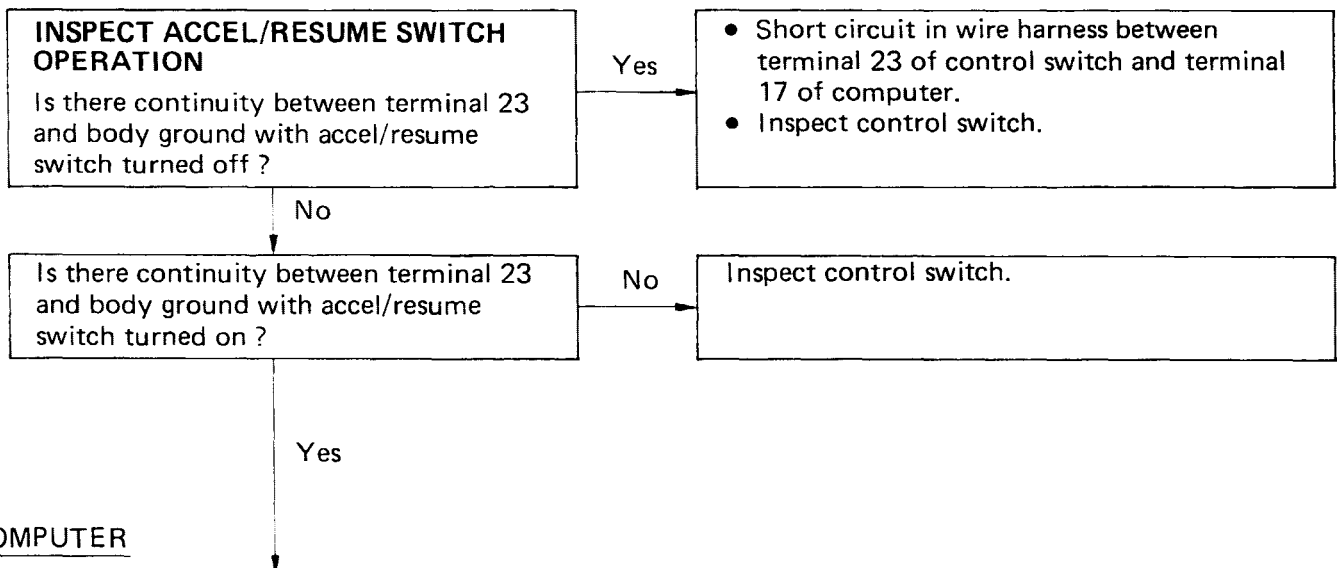 INSPECT ACCEL/RESUME SWITCH
OPERATION
Is there continuity between terminal 23
and body ground with accel/resume
switch turned off ?
Yes
• Short circuit in wire harness between
terminal 23 of control switch and terminal
17 of computer.
• Inspect control switch.
No
Is there continuity between terminal 23
and body ground with accel/resume
switch turned on ?
No
Inspect control switch.
Yes
OMPUTER